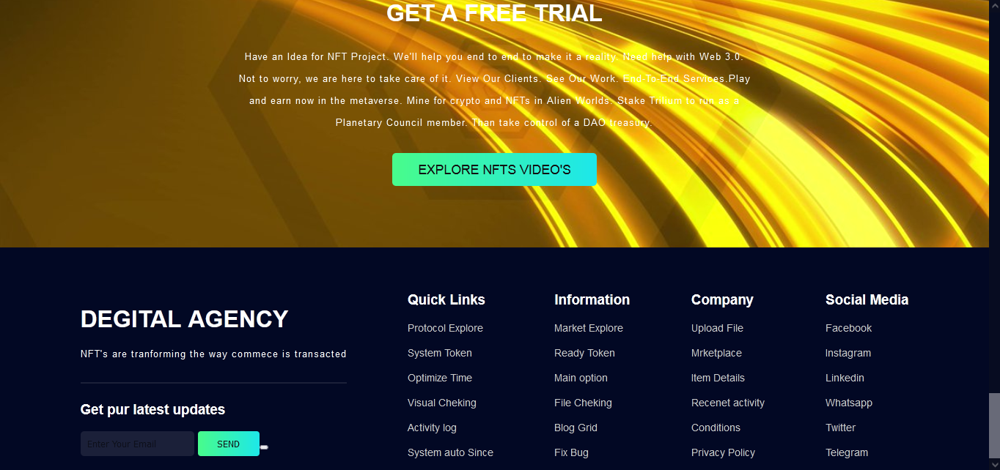 GET A FREE TRIAL
Have an Idea for NFT Project. We'll help you end to end to make it a reality. Need help with Web 3.0.
Not to worry, we are here to take care of it. View Our Clients. See Our Work. End-To-End Services.Play
and earn now in the metaverse. Mine for crypto and NFTs in Alien Worlds. Stake Trilium to run as a
Planetary Council member. Than take control of a DAO treasury.
EXPLORE NFTS VIDEO'S
DEGITAL AGENCY
NFT's are tranforming the way commece is transacted
Get pur latest updates
Enter Your Email
SEND
Quick Links
Protocol Explore
System Token
Optimize Time
Visual Cheking
Activity log
System auto Since
Information
Market Explore
Ready Token
Main option
File Cheking
Blog Grid
Fix Bug
Company
Upload File
Mrketplace
Item Details
Recenet activity
Conditions
Privacy Policy
Social Media
Facebook
Instagram
Linkedin
Whatsapp
Twitter
Telegram